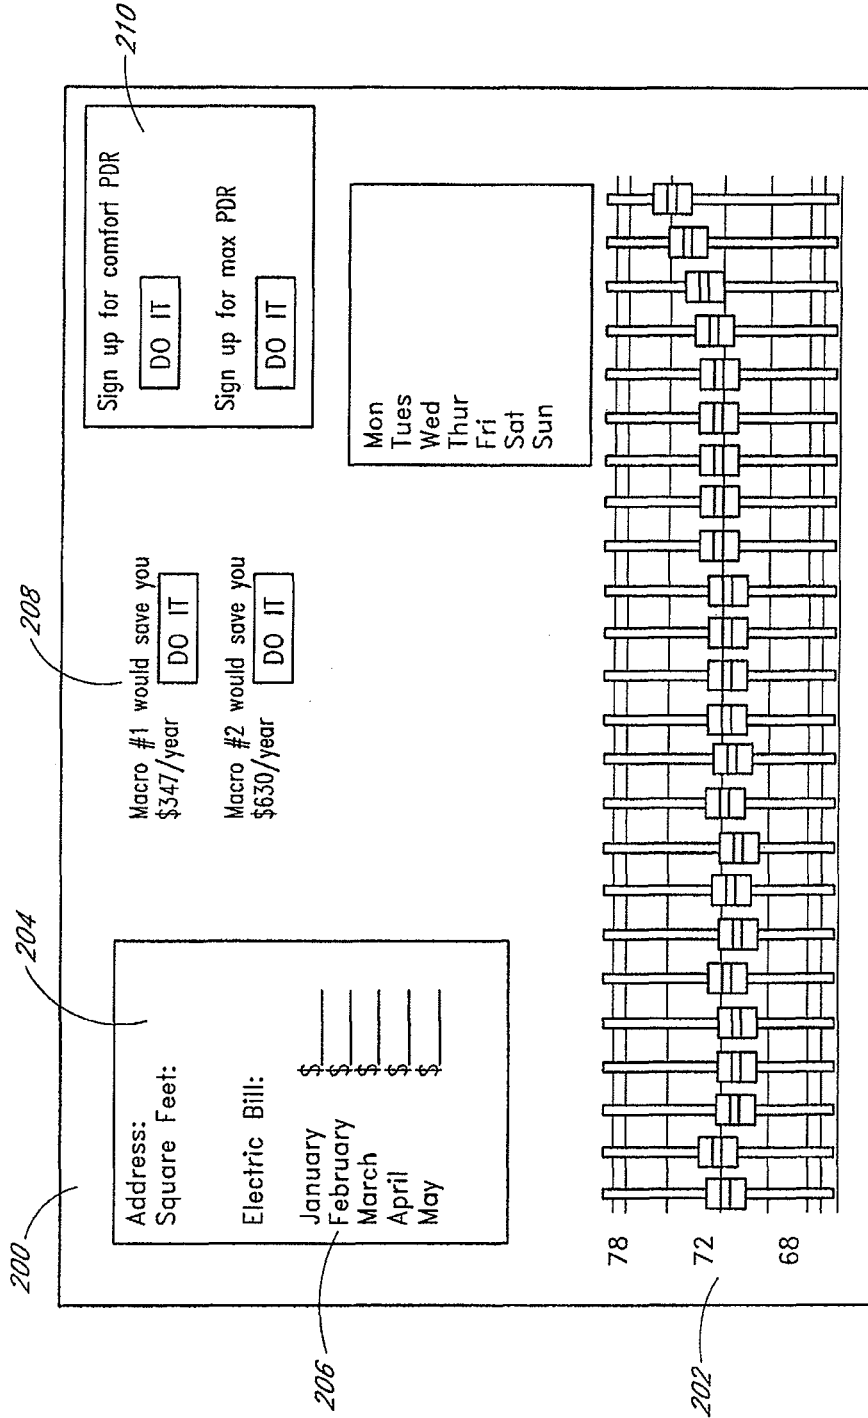 200
204
208
210
Address:
Square Feet:
Electric Bill:
January $
February $
March $
April $
May $
206
Macro #1 would save you
$347/year DO IT
Macro #2 would save you
$630/year DO IT
Sign up for comfort PDR
DO IT
Sign up for max PDR
DO IT
Mon
Tues
Wed
Thur
Fri
Sat
Sun
78
72
68
202